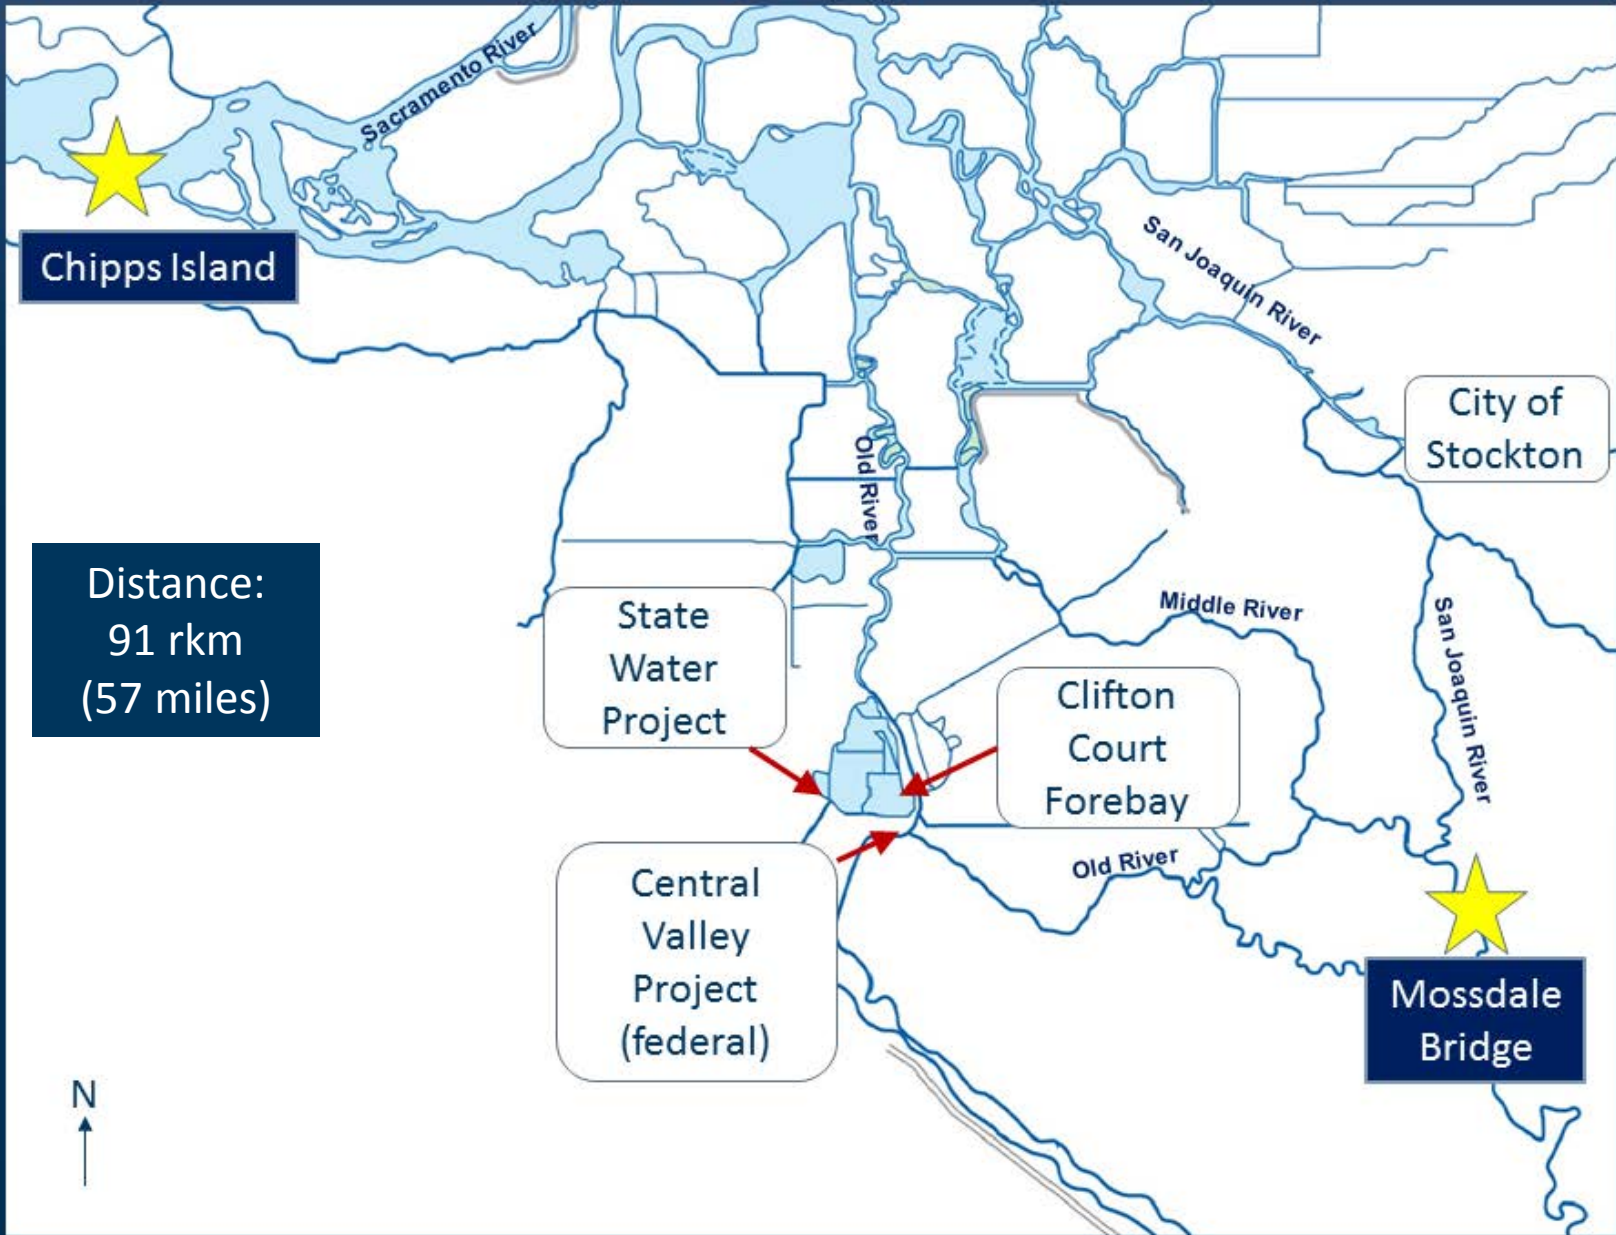 Sacramento River
Chipps Island
San Joaquin River
City of
Stockton
Old River
Distance:
91 rkm
(57 miles)
State
Water
Project
Middle River
San Joaquin River
Clifton
Court
Forebay
Old River
Central
Valley
Project
(federal)
Mossdale
Bridge
N